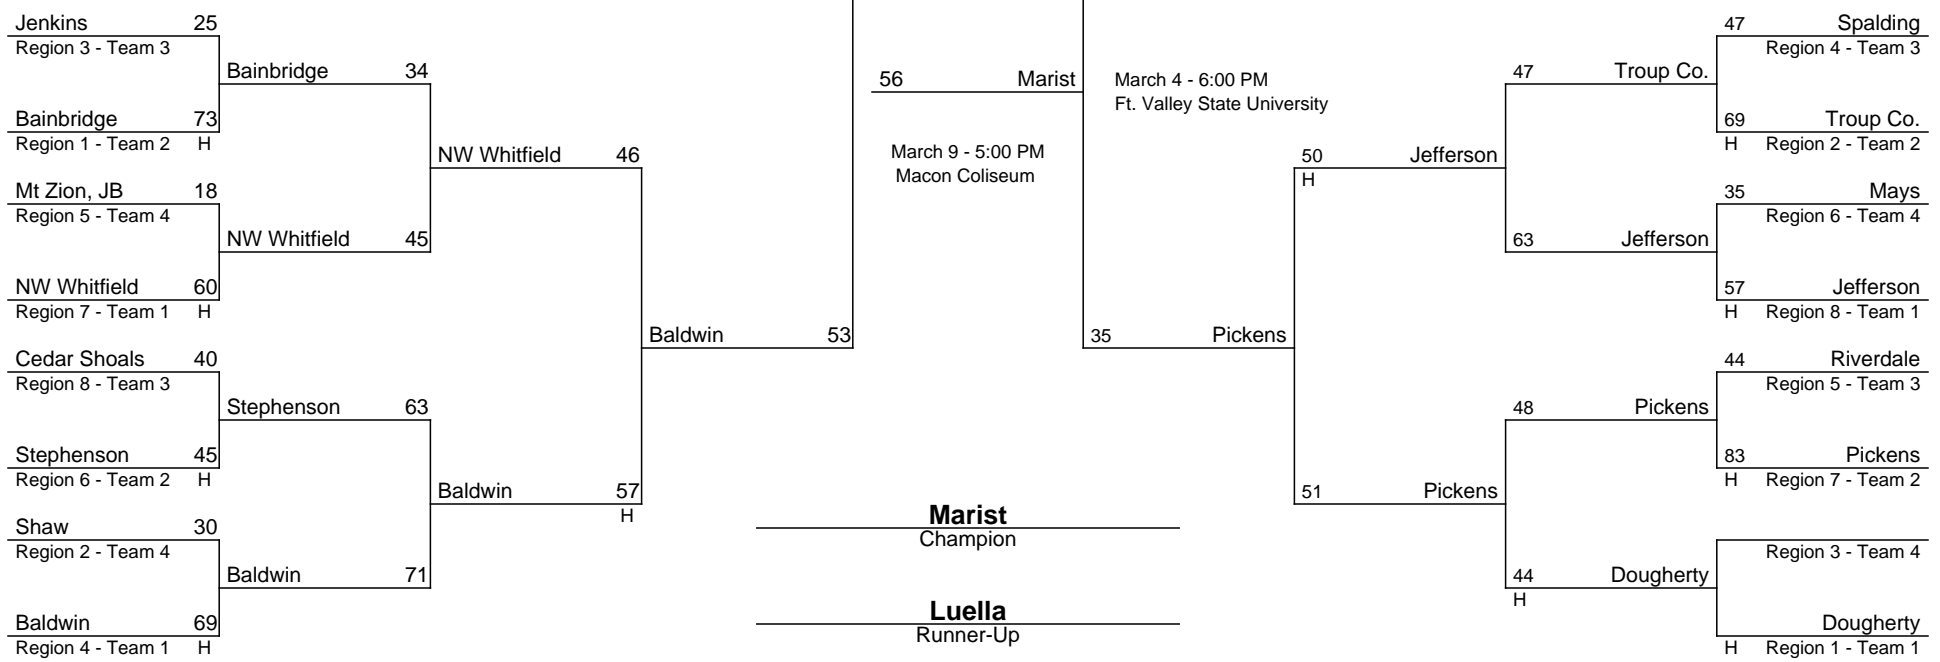 Jenkins 25
Region 3 - Team 3
Bainbridge 34
Bainbridge 73
Region 1 - Team 2 H
NW Whitfield 46
Mt Zion, JB 18
Region 5 - Team 4
NW Whitfield 45
NW Whitfield 60
Region 7 - Team 1 H
Baldwin 53
Cedar Shoals 40
Region 8 - Team 3
Stephenson 63
Stephenson 45
Region 6 - Team 2 H
Baldwin 57
H
Shaw 30
Region 2 - Team 4
Baldwin 71
Baldwin 69
Region 4 - Team 1 H
56 Marist
March 4 - 6:00 PM
Ft. Valley State University
March 9 - 5:00 PM
Macon Coliseum
Marist
Champion
Luella
Runner-Up
47 Spalding
Region 4 - Team 3
47 Troup Co.
69 Troup Co.
H Region 2 - Team 2
50 Jefferson
H
35 Mays
Region 6 - Team 4
63 Jefferson
57 Jefferson
H Region 8 - Team 1
35 Pickens
44 Riverdale
Region 5 - Team 3
48 Pickens
83 Pickens
H Region 7 - Team 2
51 Pickens
Region 3 - Team 4
44 Dougherty
H
Dougherty
H Region 1 - Team 1